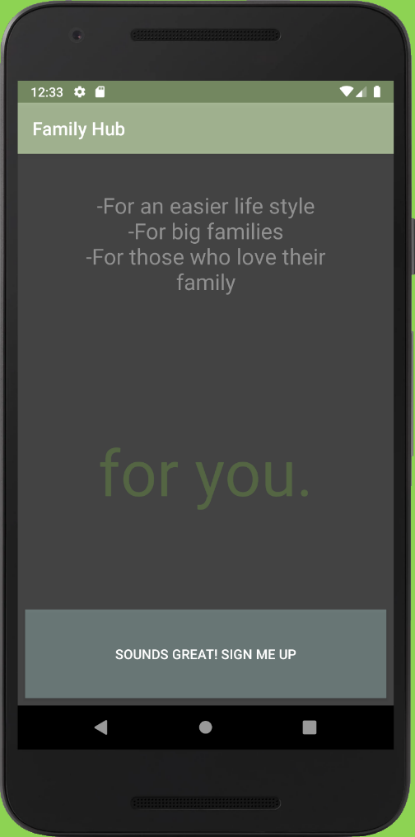 12:33
Family Hub
-For an easier life style
-For big families
-For those who love their
family
for you.
SOUNDS GREAT! SIGN ME UP